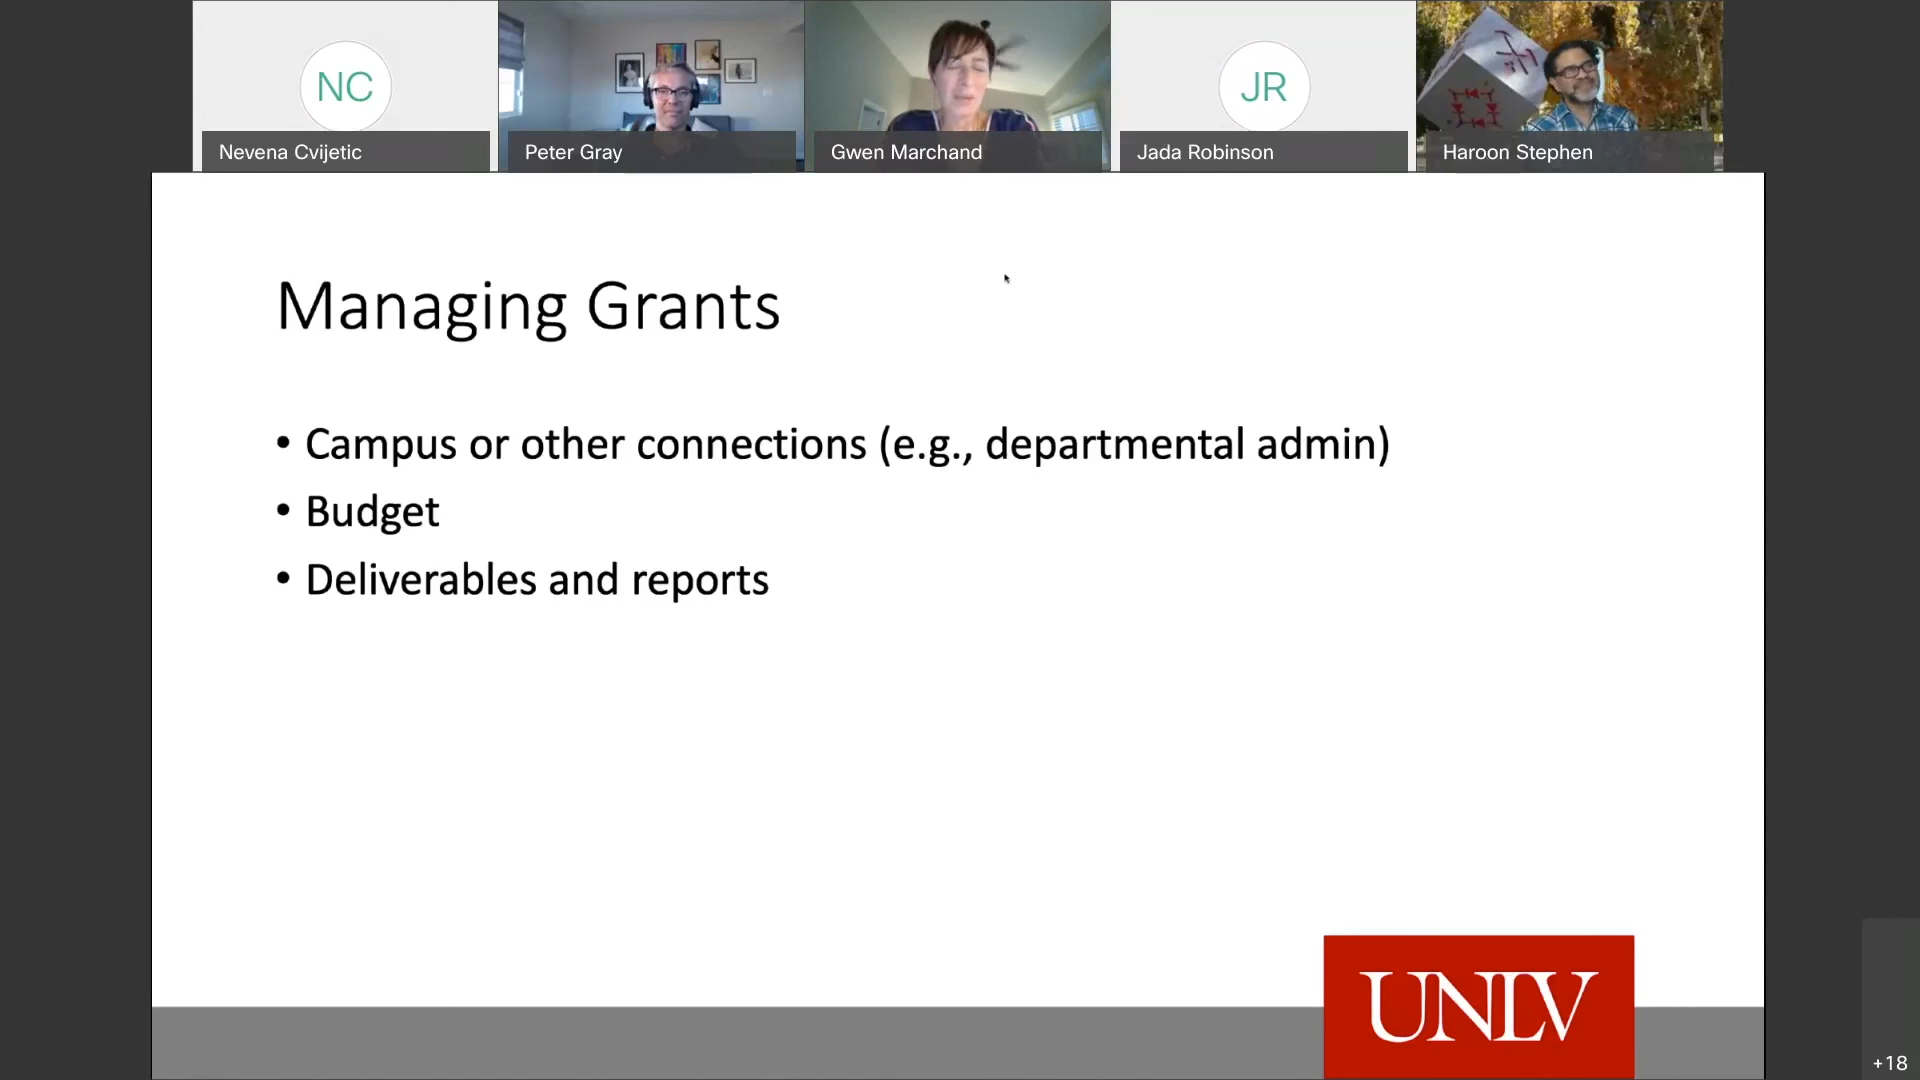 NC
JR
Nevena Cvijetic
Peter Gray
Gwen Marchand
Jada Robinson
Haroon Stephen
Managing Grants
• Campus or other connections (e.g., departmental admin)
• Budget
• Deliverables and reports
UNLV
+18